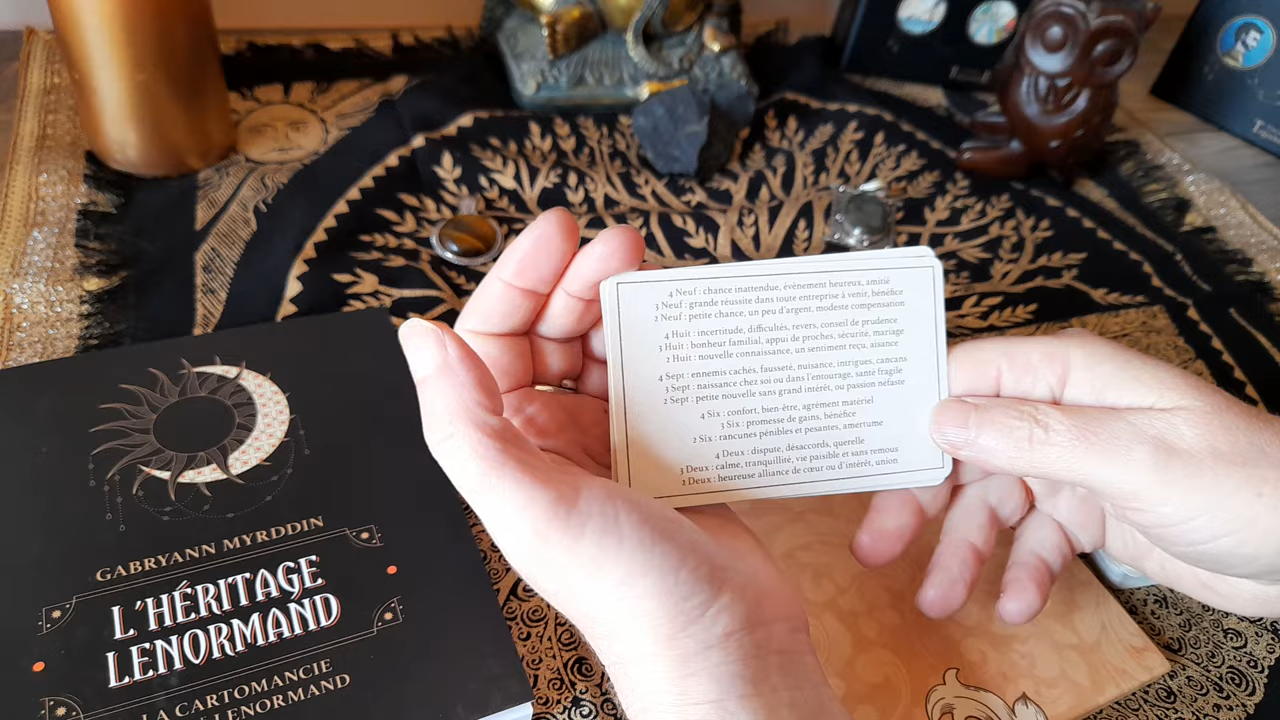 4 Neuf : chance inattendue, évènement heureux, amitié
3 Neuf : grande réussite dans toute entreprise à venir, bénéfice
2 Neuf : petite chance, un peu d'argent, modeste compensation
4 Huit : incertitude, difficultés, revers, conseil de prudence
3 Huit : bonheur familial, appui de proches, sécurité, mariage
2 Huit : nouvelle connaissance, un sentiment reçu, aisance
4 Sept : ennemis cachés, fausseté, nuisance, intrigues, cancans
3 Sept : naissance chez soi ou dans l'entourage, santé fragile
2 Sept : petite nouvelle sans grand intérêt, ou passion néfaste
4 Six : confort, bien-être, agrément matériel
3 Six : promesse de gains, bénéfice
2 Six : rancunes pénibles et pesantes, amertume
4 Deux : dispute, désaccords, querelle
3 Deux : calme, tranquillité, vie paisible et sans remous
2 Deux : heureuse alliance de cœur ou d'intérêt, union
GABRYANN MYRDDIN
L'HÉRITAGE
LENORMAND
LA CARTOMANCIE
LENORMAND